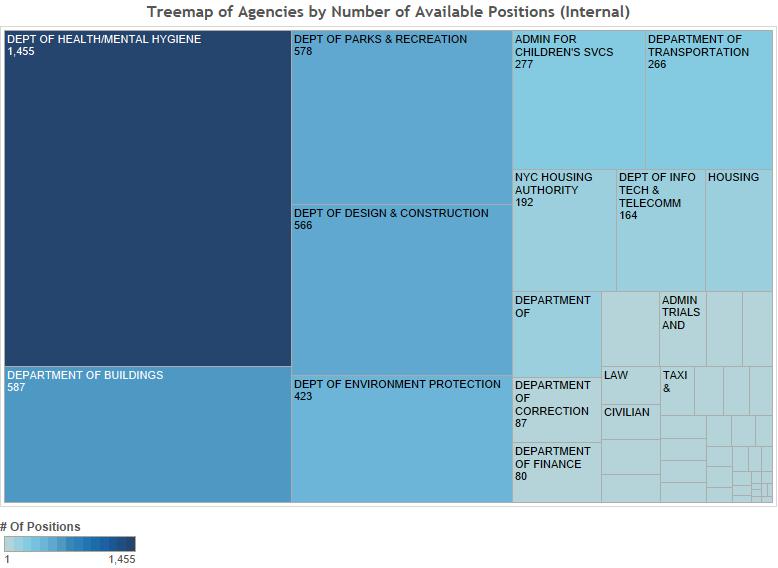 Treemap of Agencies by Number of Available Positions (Internal)
DEPT OF HEALTH/MENTAL HYGIENE
1,455
DEPARTMENT OF BUILDINGS
587
DEPT OF PARKS & RECREATION
578
DEPT OF DESIGN & CONSTRUCTION
566
DEPT OF ENVIRONMENT PROTECTION
423
ADMIN FOR
CHILDREN'S SVCS
277
DEPARTMENT OF
TRANSPORTATION
266
NYC HOUSING
AUTHORITY
192
DEPT OF INFO
TECH &
TELECOMM
164
HOUSING
DEPARTMENT
OF
DEPARTMENT
OF
CORRECTION
87
DEPARTMENT
OF FINANCE
80
ADMIN
TRIALS
AND
LAW
CIVILIAN
TAXI
&
# Of Positions
1
1,455